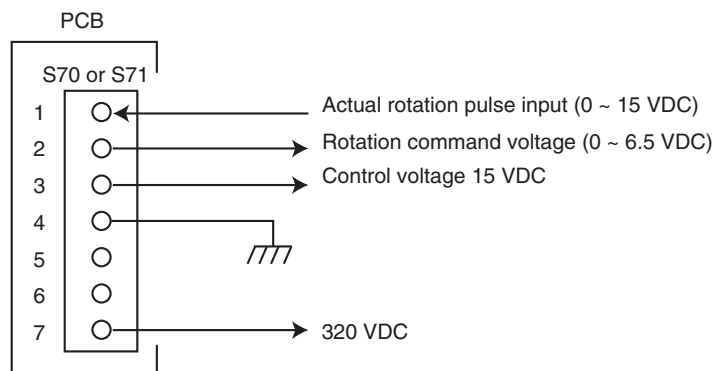 PCB
S70 or S71
1 Actual rotation pulse input (0 ~ 15 VDC)
2 Rotation command voltage (0 ~ 6.5 VDC)
3 Control voltage 15 VDC
4
5
6
7 320 VDC